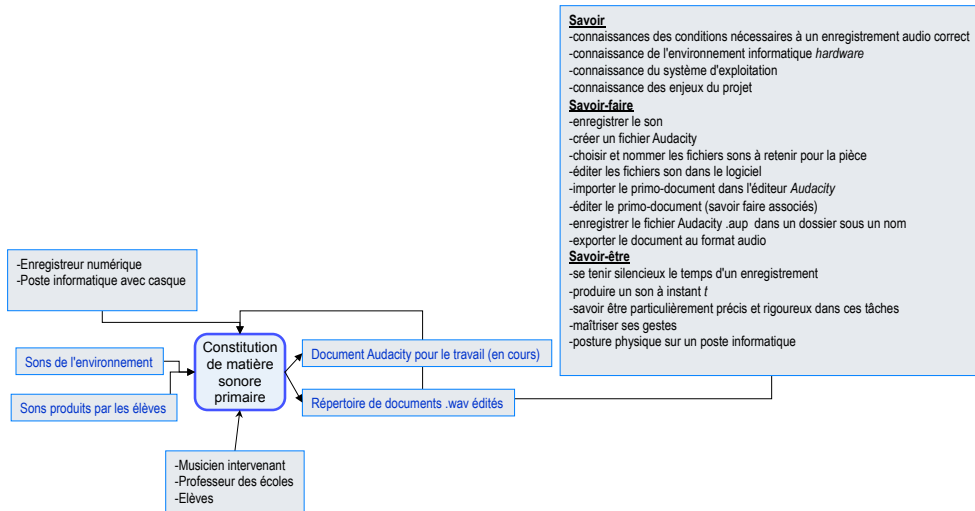 Savoir
-connaissances des conditions nécessaires à un enregistrement audio correct
-connaissance de l'environnement informatique hardware
-connaissance du système d'exploitation
-connaissance des enjeux du projet
Savoir-faire
-enregistrer le son
-créer un fichier Audacity
-choisir et nommer les fichiers sons à retenir pour la pièce
-éditer les fichiers son dans le logiciel
-importer le primo-document dans l'éditeur Audacity
-éditer le primo-document (savoir faire associés)
-enregistrer le fichier Audacity .aup dans un dossier sous un nom
-exporter le document au format audio
Savoir-être
-se tenir silencieux le temps d'un enregistrement
-produire un son à instant t
-savoir être particulièrement précis et rigoureux dans ces tâches
-maîtriser ses gestes
-posture physique sur un poste informatique
-Enregistreur numérique
-Poste informatique avec casque
Sons de l'environnement
Sons produits par les élèves
Constitution
de matière
sonore
primaire
Document Audacity pour le travail (en cours)
Répertoire de documents .wav édités
-Musicien intervenant
-Professeur des écoles
-Elèves